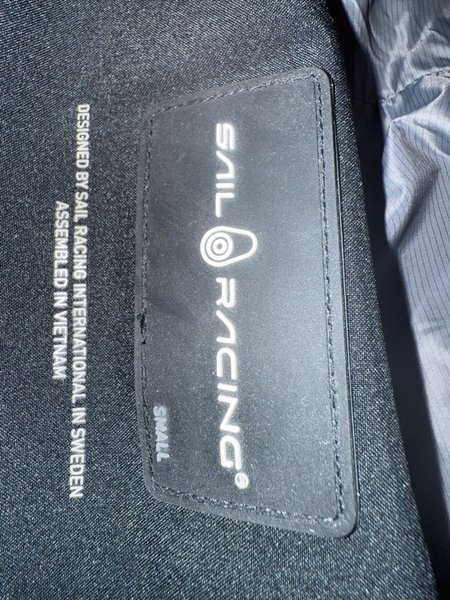 SAIL RACING®
SMALL
DESIGNED BY SAIL RACING INTERNATIONAL IN SWEDEN
ASSEMBLED IN VIETNAM